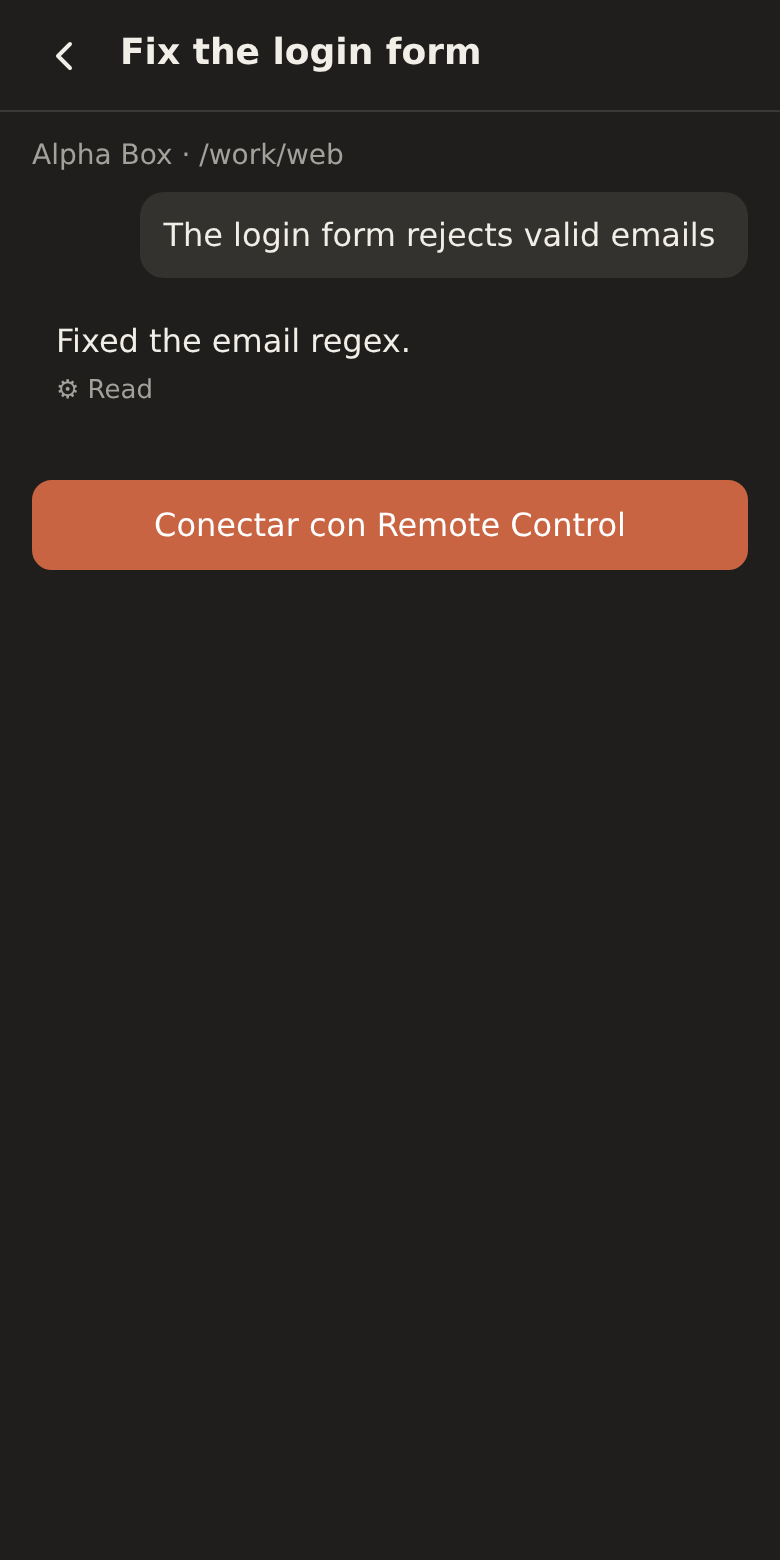 Fix the login form
Alpha Box · /work/web
The login form rejects valid emails
Fixed the email regex.
⚙ Read
Conectar con Remote Control